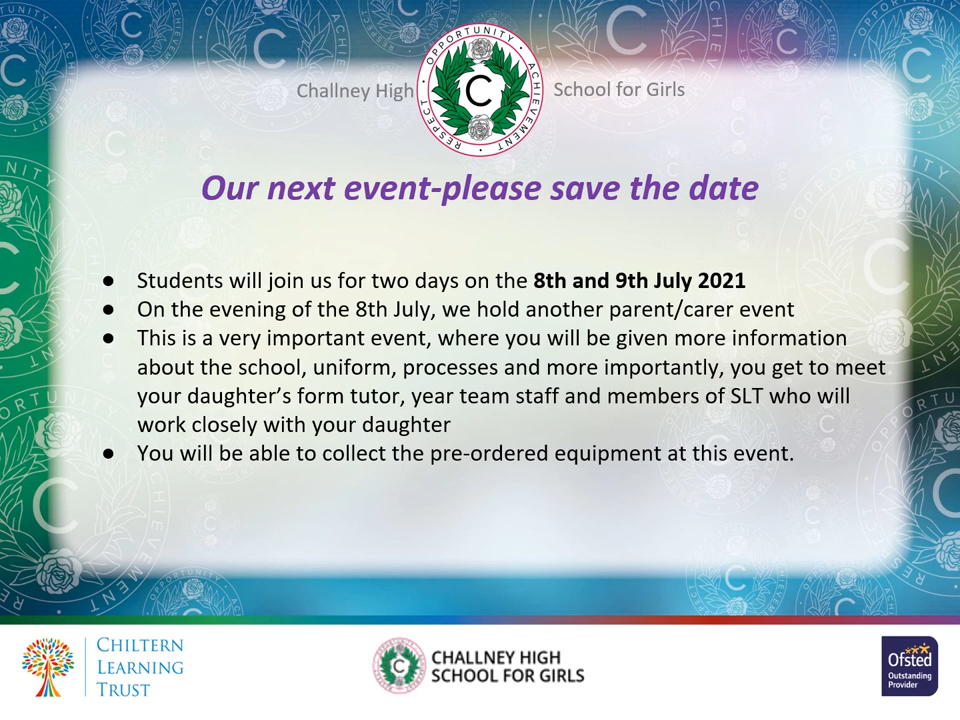 Challney High
School for Girls
OPPORTUNITY · ACHIEVEMENT · RESPECT ·
C
Our next event-please save the date
● Students will join us for two days on the 8th and 9th July 2021
● On the evening of the 8th July, we hold another parent/carer event
● This is a very important event, where you will be given more information
about the school, uniform, processes and more importantly, you get to meet
your daughter’s form tutor, year team staff and members of SLT who will
work closely with your daughter
● You will be able to collect the pre-ordered equipment at this event.
CHILTERN
LEARNING
TRUST
C
CHALLNEY HIGH
SCHOOL FOR GIRLS
Ofsted
Outstanding
Provider